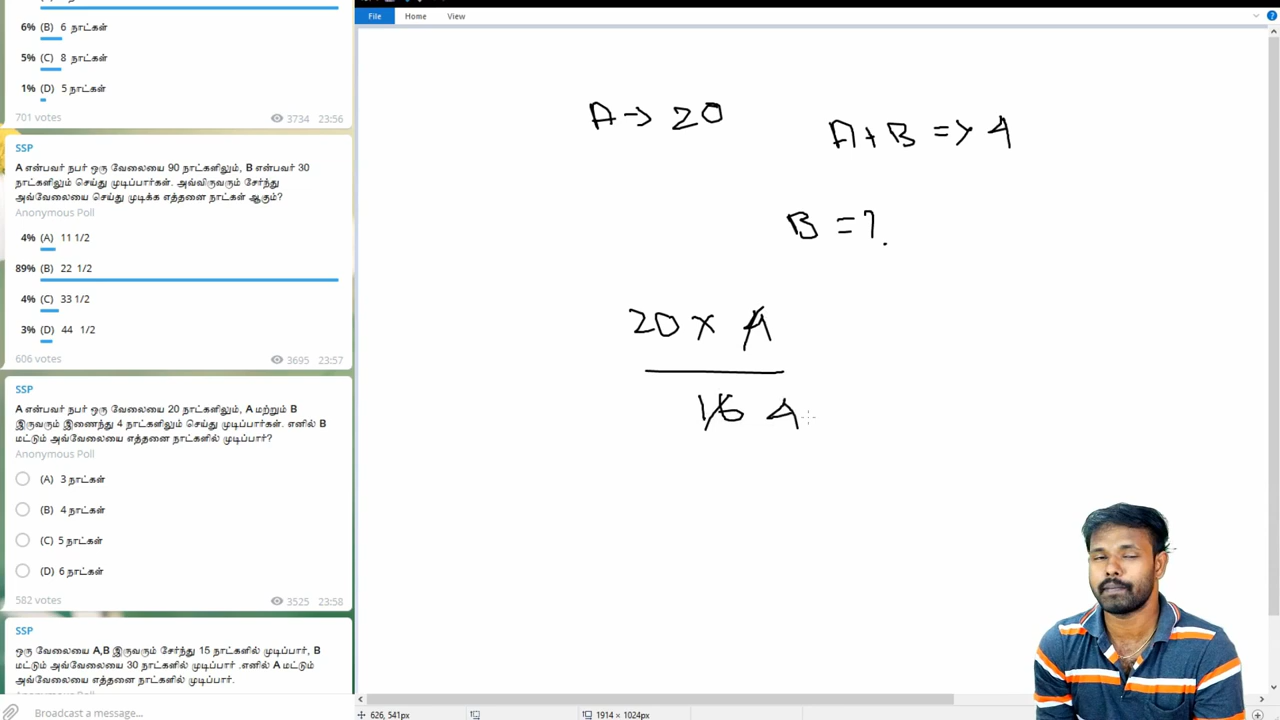 6% (B) 6 நாட்கள்
5% (C) 8 நாட்கள்
1% (D) 5 நாட்கள்
701 votes 3734 23:56
SSP
A என்பவர் நபர் ஒரு வேலையை 90 நாட்களிலும், B என்பவர் 30
நாட்களிலும் செய்து முடிப்பார்கள். அவ்விருவரும் சேர்ந்து
அவ்வேலையை செய்து முடிக்க எத்தனை நாட்கள் ஆகும்?
Anonymous Poll
4% (A) 11 1/2
89% (B) 22 1/2
4% (C) 33 1/2
3% (D) 44 1/2
606 votes 3695 23:57
SSP
A என்பவர் நபர் ஒரு வேலையை 20 நாட்களிலும், A மற்றும் B
இருவரும் இணைந்து 4 நாட்களிலும் செய்து முடிப்பார்கள். எனில் B
மட்டும் அவ்வேலையை எத்தனை நாட்களில் முடிப்பார்?
Anonymous Poll
(A) 3 நாட்கள்
(B) 4 நாட்கள்
(C) 5 நாட்கள்
(D) 6 நாட்கள்
582 votes 3525 23:58
SSP
ஒரு வேலையை A,B இருவரும் சேர்ந்து 15 நாட்களில் முடிப்பார், B
மட்டும் அவ்வேலையை 30 நாட்களில் முடிப்பார் .எனில் A மட்டும்
அவ்வேலையை எத்தனை நாட்களில் முடிப்பார்.
Broadcast a message...
File Home View
A → 20
A + B => 4
B = ?.
20 x 4
16 4
626, 541px 1914 × 1024px